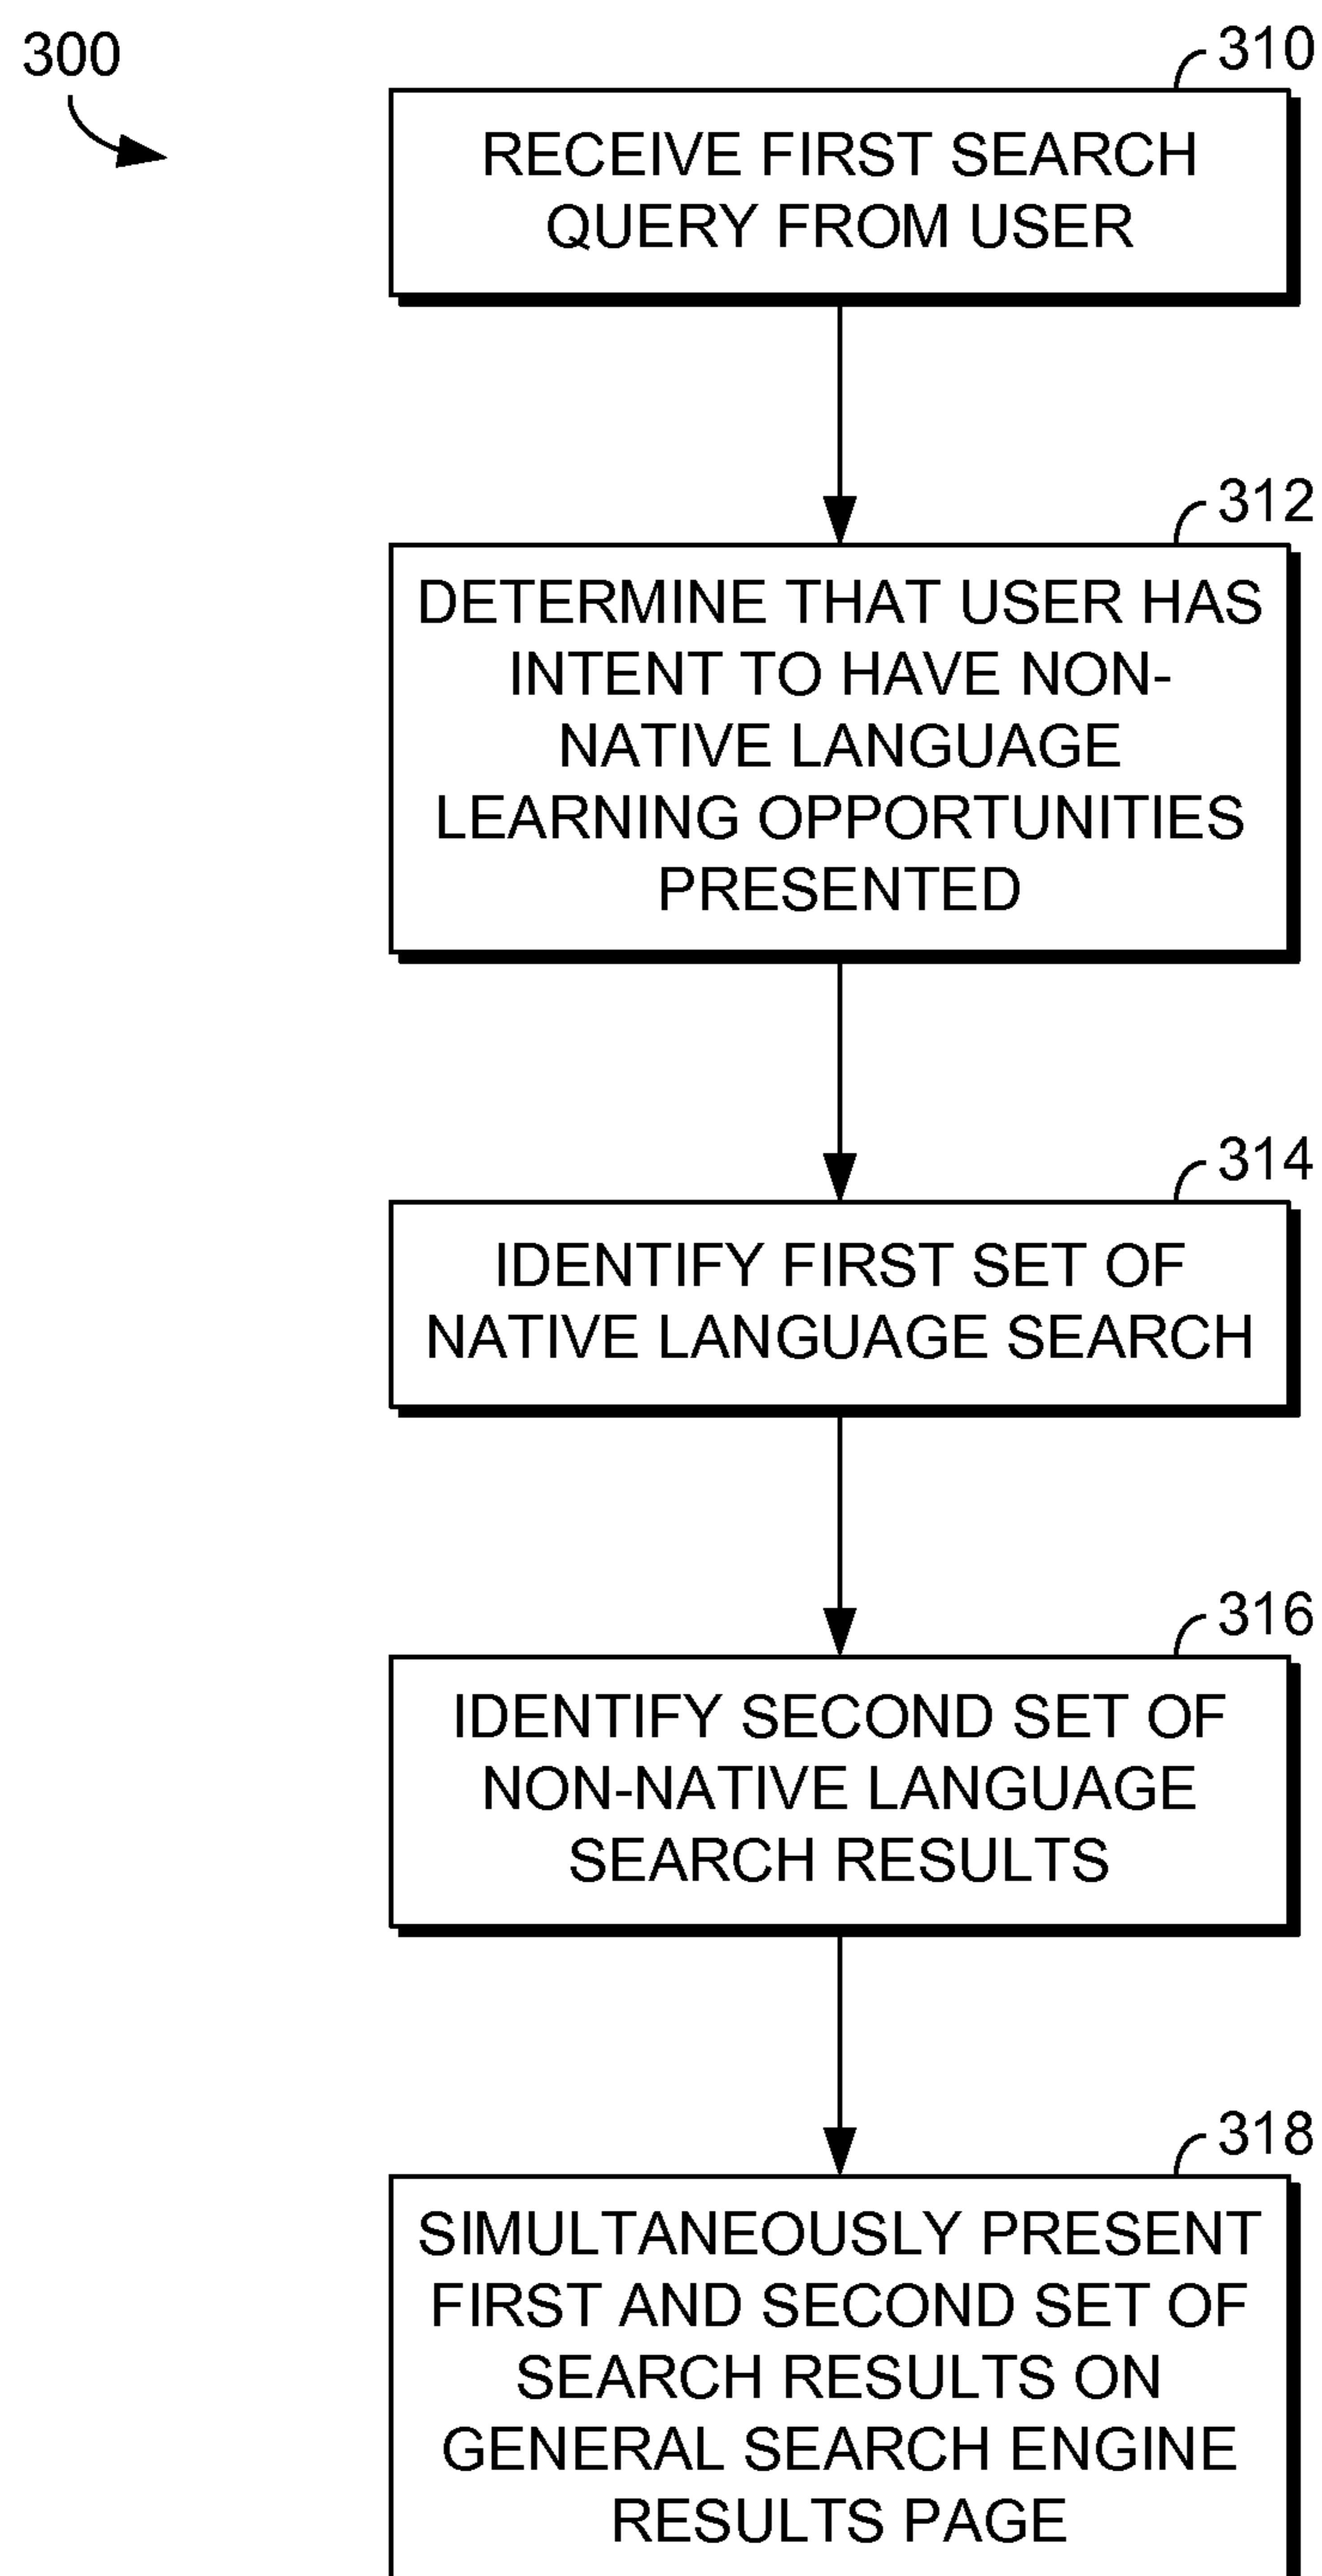 300
310
RECEIVE FIRST SEARCH
QUERY FROM USER
312
DETERMINE THAT USER HAS
INTENT TO HAVE NON-
NATIVE LANGUAGE
LEARNING OPPORTUNITIES
PRESENTED
314
IDENTIFY FIRST SET OF
NATIVE LANGUAGE SEARCH
316
IDENTIFY SECOND SET OF
NON-NATIVE LANGUAGE
SEARCH RESULTS
318
SIMULTANEOUSLY PRESENT
FIRST AND SECOND SET OF
SEARCH RESULTS ON
GENERAL SEARCH ENGINE
RESULTS PAGE